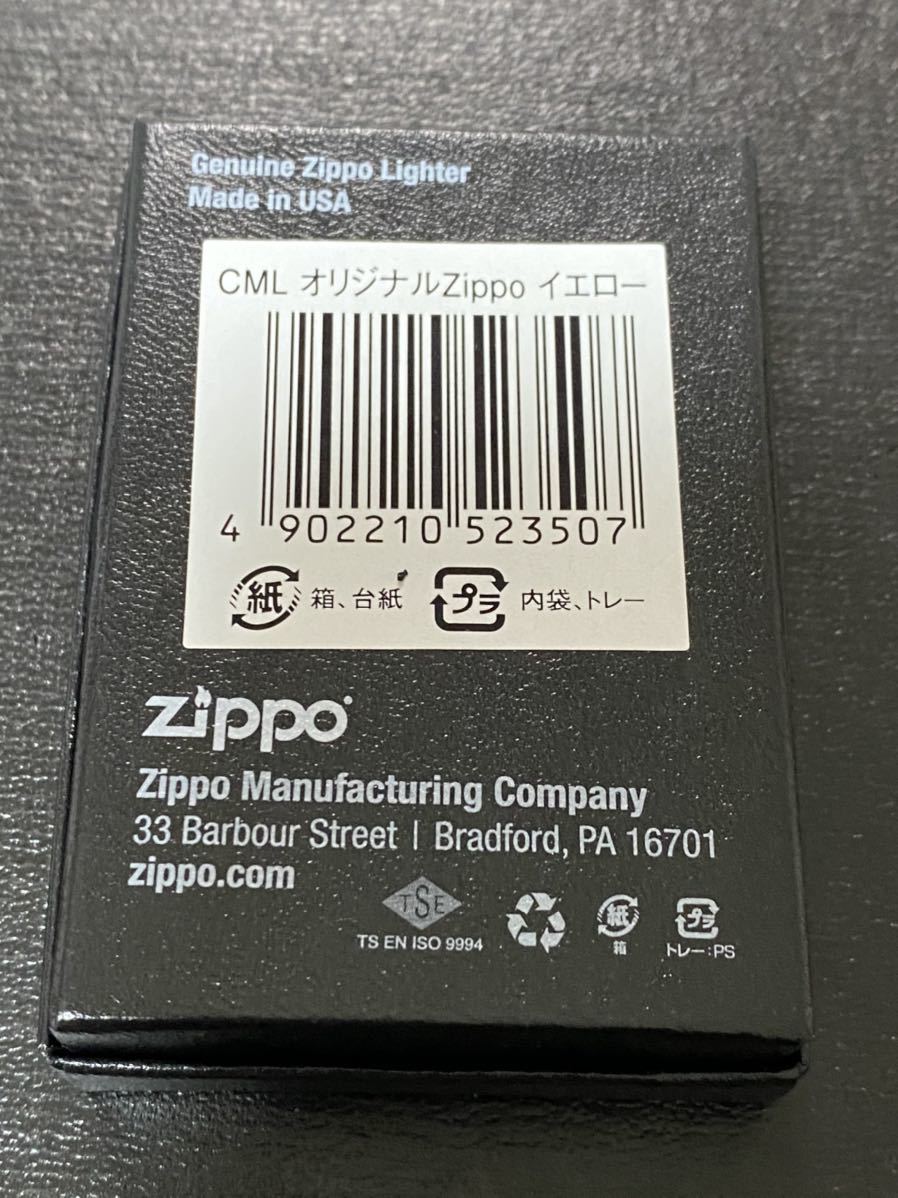 Genuine Zippo Lighter
Made in USA
CML オリジナルZippo イエロー
4 902210 523507
紙 箱、台紙 プラ 内袋、トレー
zippo
Zippo Manufacturing Company
33 Barbour Street | Bradford, PA 16701
zippo.com
TSE
TS EN ISO 9994
紙
箱
プラ
トレー:PS